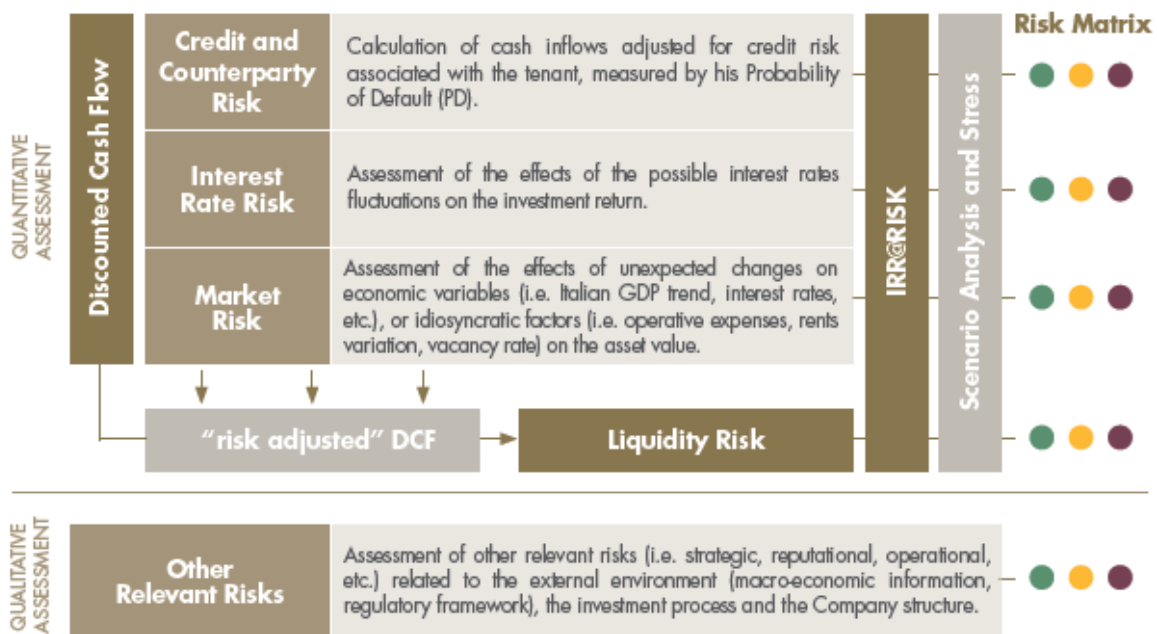 Risk Matrix
QUANTITATIVE
ASSESSMENT
Discounted Cash Flow
Credit and
Counterparty
Risk
Calculation of cash inflows adjusted for credit risk
associated with the tenant, measured by his Probability
of Default (PD).
Interest
Rate Risk
Assessment of the effects of the possible interest rates
fluctuations on the investment return.
Market
Risk
Assessment of the effects of unexpected changes on
economic variables (i.e. Italian GDP trend, interest rates,
etc.), or idiosyncratic factors (i.e. operative expenses, rents
variation, vacancy rate) on the asset value.
IRR@RISK
Scenario Analysis and Stress
“risk adjusted” DCF
Liquidity Risk
QUALITATIVE
ASSESSMENT
Other
Relevant Risks
Assessment of other relevant risks (i.e. strategic, reputational, operational,
etc.) related to the external environment (macro-economic information,
regulatory framework), the investment process and the Company structure.